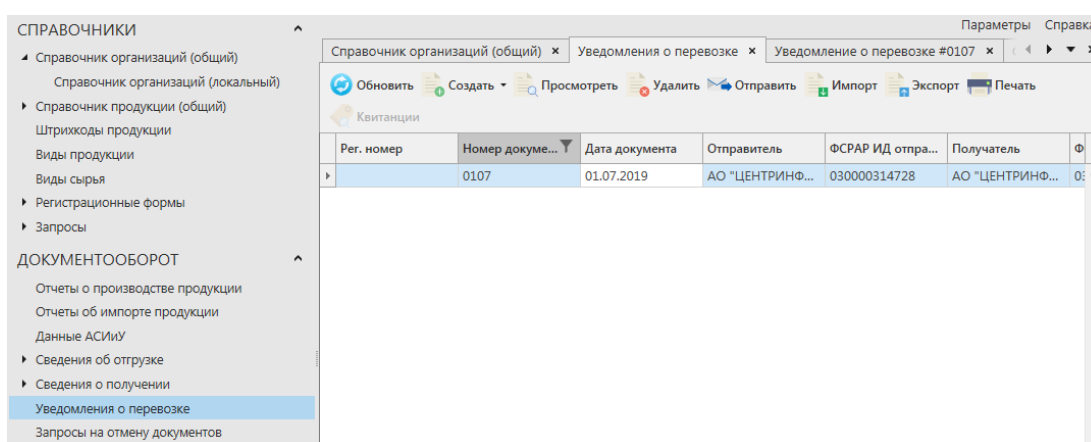 СПРАВОЧНИКИ
Справочник организаций (общий)
Справочник организаций (локальный)
Справочник продукции (общий)
Штрихкоды продукции
Виды продукции
Виды сырья
Регистрационные формы
Запросы
ДОКУМЕНТООБОРОТ
Отчеты о производстве продукции
Отчеты об импорте продукции
Данные АСИиУ
Сведения об отгрузке
Сведения о получении
Уведомления о перевозке
Запросы на отмену документов
Параметры Справка
Справочник организаций (общий) × Уведомления о перевозке × Уведомление о перевозке #0107 ×
Обновить Создать Просмотреть Удалить Отправить Импорт Экспорт Печать
Квитанции
Рег. номер Номер докуме... Дата документа Отправитель ФСРАР ИД отпра... Получатель Ф
0107 01.07.2019 АО "ЦЕНТРИНФ... 030000314728 АО "ЦЕНТРИНФ... 03